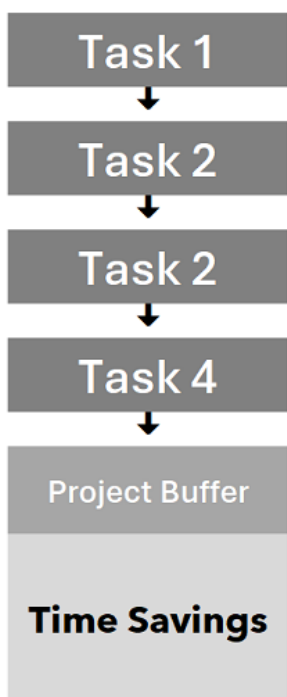 Task 1
Task 2
Task 2
Task 4
Project Buffer
Time Savings